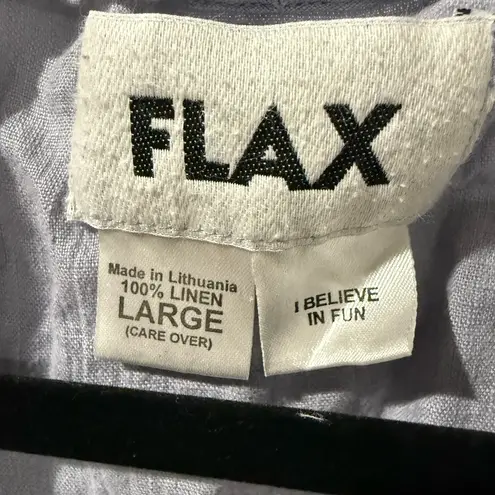 FLAX
Made in Lithuania
100% LINEN
LARGE
(CARE OVER)
I BELIEVE
IN FUN